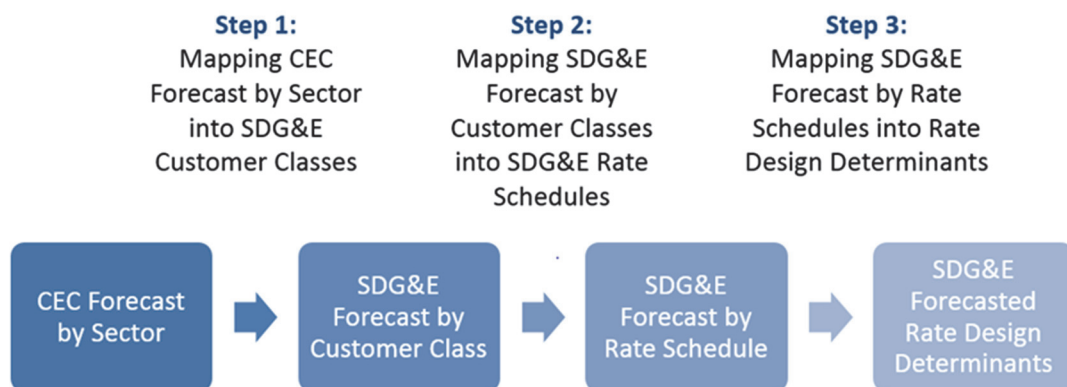 Step 1:
Mapping CEC
Forecast by Sector
into SDG&E
Customer Classes
Step 2:
Mapping SDG&E
Forecast by
Customer Classes
into SDG&E Rate
Schedules
Step 3:
Mapping SDG&E
Forecast by Rate
Schedules into Rate
Design Determinants
CEC Forecast
by Sector
SDG&E
Forecast by
Customer Class
SDG&E
Forecast by
Rate Schedule
SDG&E
Forecasted
Rate Design
Determinants